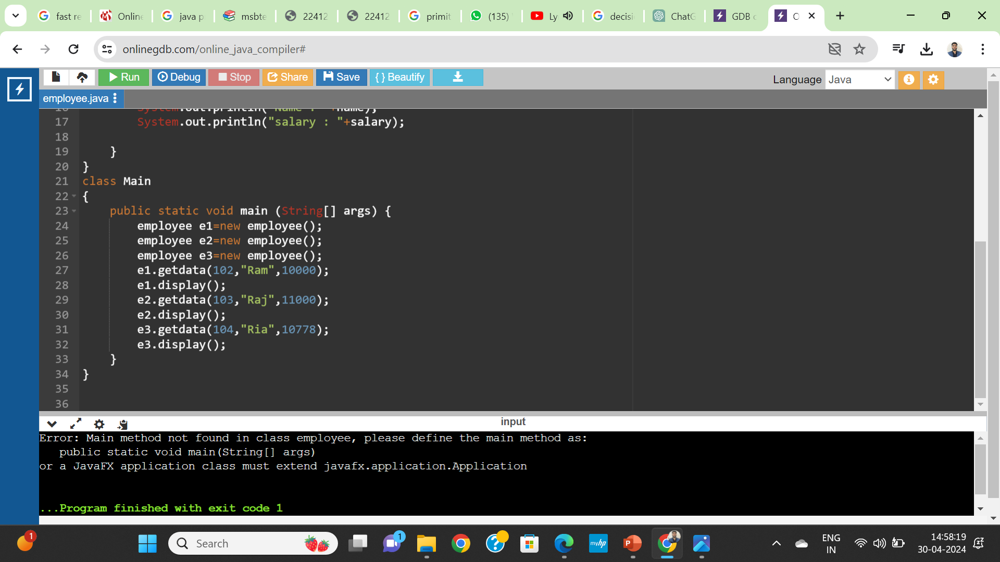 fast re
Online
java p
msbte
22412
22412
primit
(135)
Ly
decisi
ChatG
GDB c
O
onlinegdb.com/online_java_compiler#
Run Debug Stop Share Save { } Beautify
Language Java
employee.java
16 System.out.println("Name : "+name);
17 System.out.println("salary : "+salary);
18
19 }
20 }
21 class Main
22 {
23 public static void main (String[] args) {
24 employee e1=new employee();
25 employee e2=new employee();
26 employee e3=new employee();
27 e1.getdata(102,"Ram",10000);
28 e1.display();
29 e2.getdata(103,"Raj",11000);
30 e2.display();
31 e3.getdata(104,"Ria",10778);
32 e3.display();
33 }
34 }
35
36
input
Error: Main method not found in class employee, please define the main method as:
public static void main(String[] args)
or a JavaFX application class must extend javafx.application.Application
...Program finished with exit code 1
1
Search
1
myhp
P
ENG
IN
14:58:19
30-04-2024